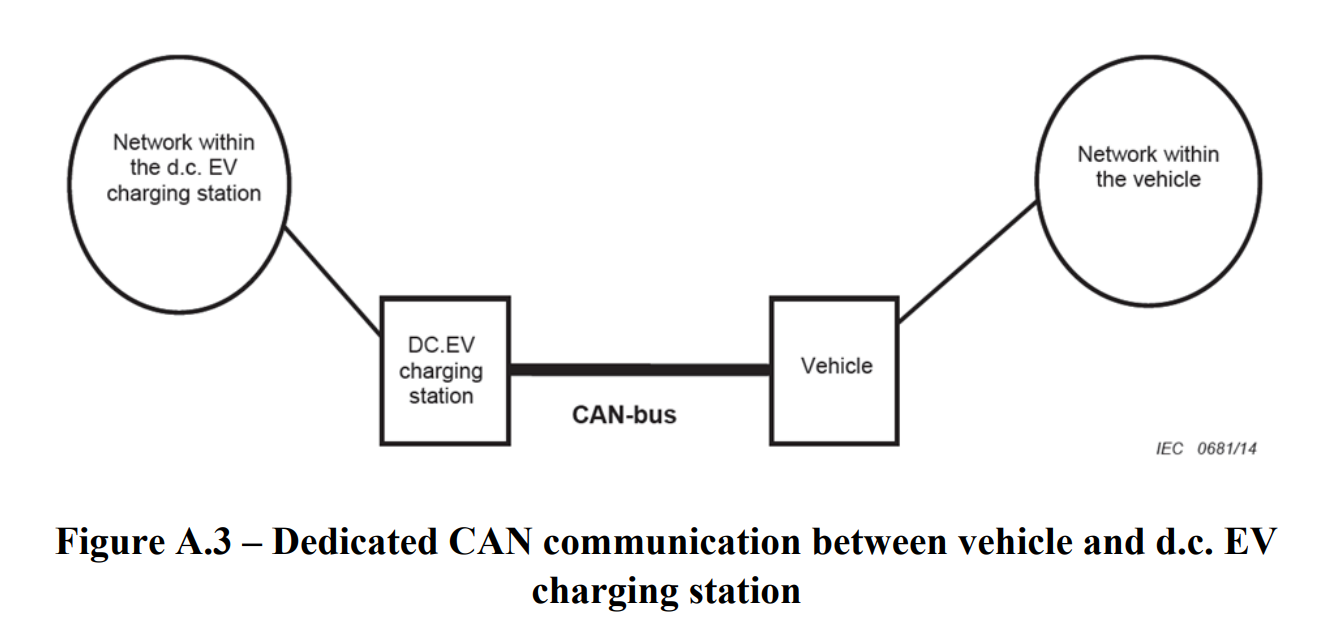 Network within
the d.c. EV
charging station
Network within
the vehicle
DC.EV
charging
station
Vehicle
CAN-bus
IEC 0681/14
Figure A.3 – Dedicated CAN communication between vehicle and d.c. EV
charging station